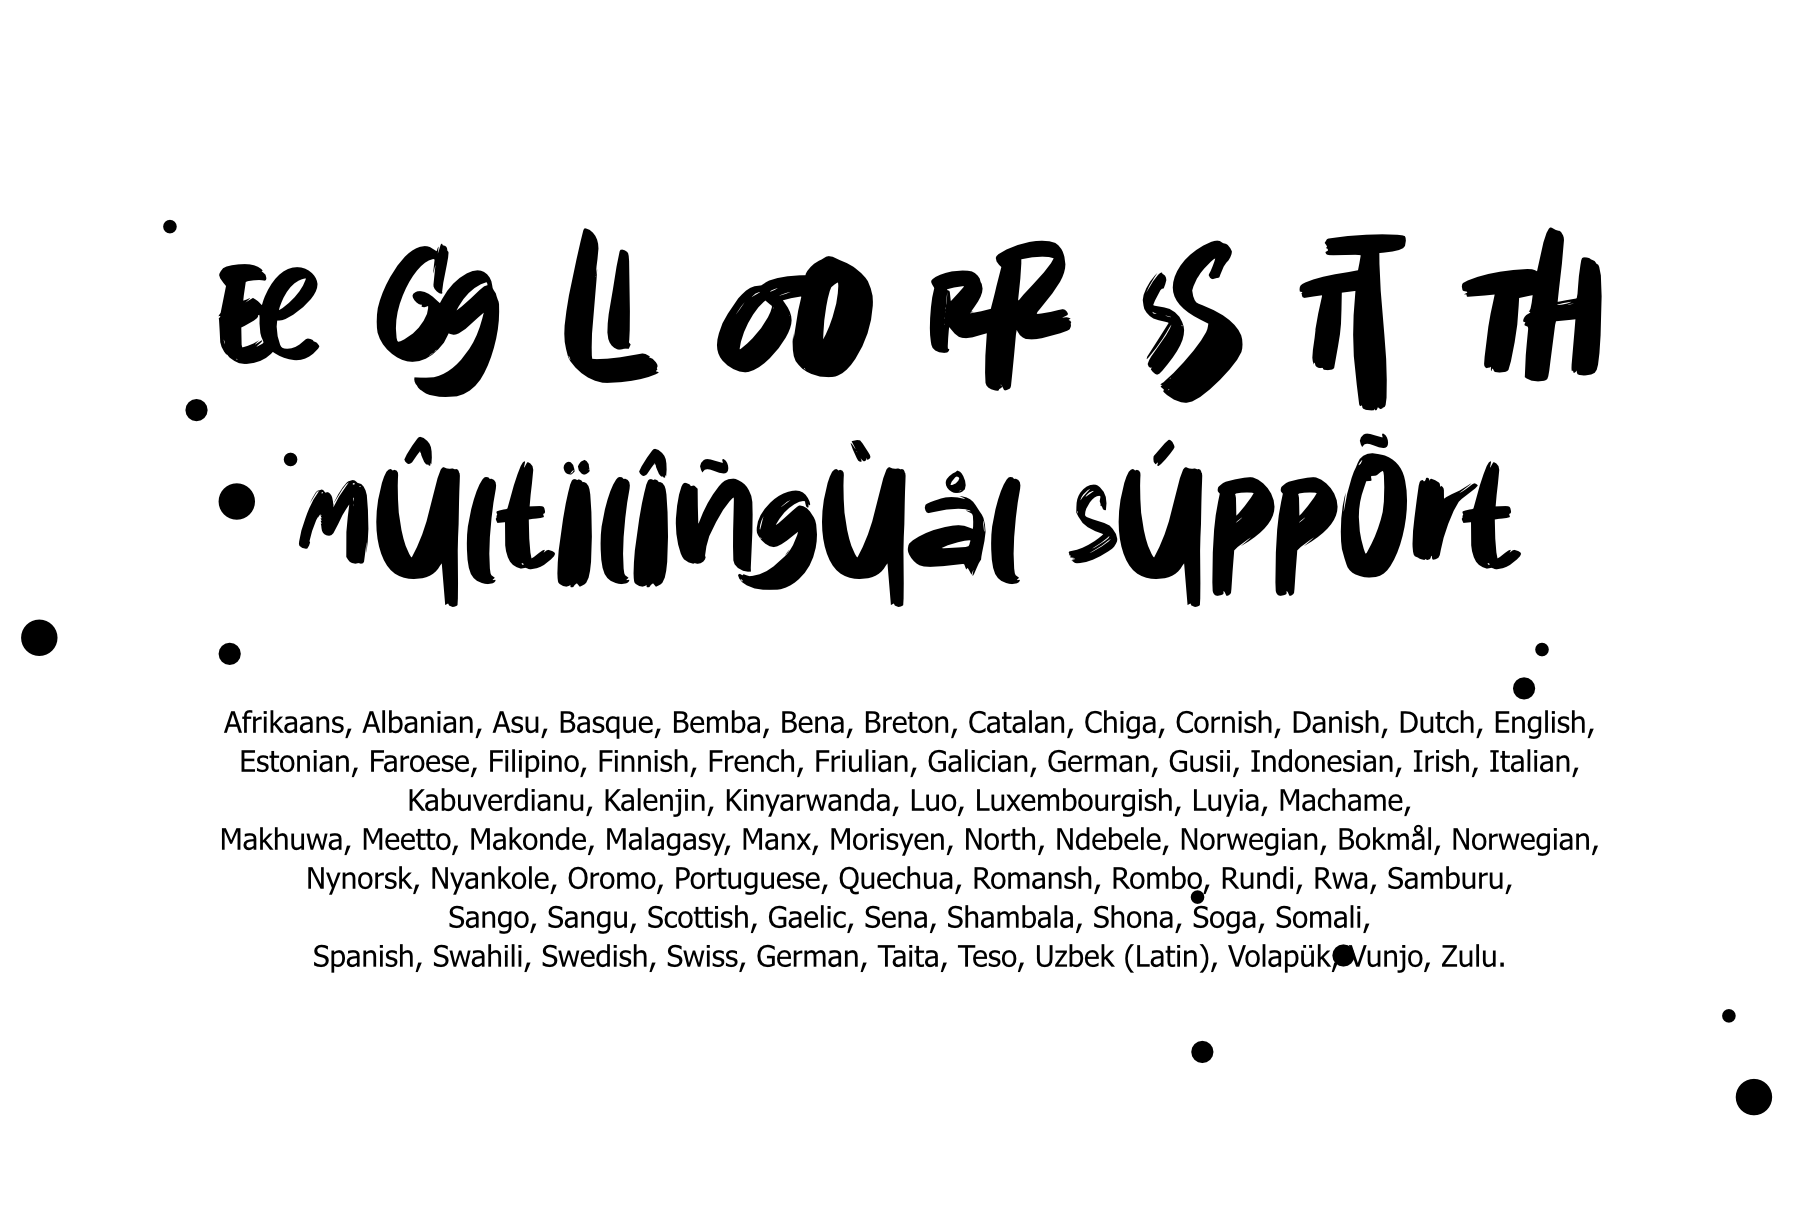 Ee Gg Ll oO RR sS TT TH
mÛltïlîñgÙål sÚppÕrt
Afrikaans, Albanian, Asu, Basque, Bemba, Bena, Breton, Catalan, Chiga, Cornish, Danish, Dutch, English,
Estonian, Faroese, Filipino, Finnish, French, Friulian, Galician, German, Gusii, Indonesian, Irish, Italian,
Kabuverdianu, Kalenjin, Kinyarwanda, Luo, Luxembourgish, Luyia, Machame,
Makhuwa, Meetto, Makonde, Malagasy, Manx, Morisyen, North, Ndebele, Norwegian, Bokmål, Norwegian,
Nynorsk, Nyankole, Oromo, Portuguese, Quechua, Romansh, Rombo, Rundi, Rwa, Samburu,
Sango, Sangu, Scottish, Gaelic, Sena, Shambala, Shona, Soga, Somali,
Spanish, Swahili, Swedish, Swiss, German, Taita, Teso, Uzbek (Latin), Volapük, Vunjo, Zulu.